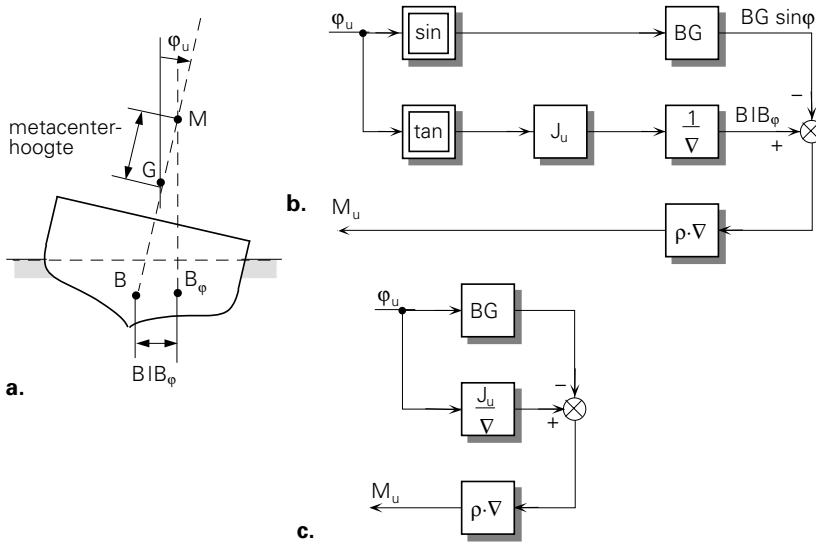 φu
M
metacenter-
hoogte
G
B
Bφ
BIBφ
a.
φu
sin
BG
BG sinφ
−
tan
Ju
1
∇
BIBφ
+
b.
Mu
ρ·∇
φu
BG
−
Ju
∇
+
Mu
ρ·∇
c.